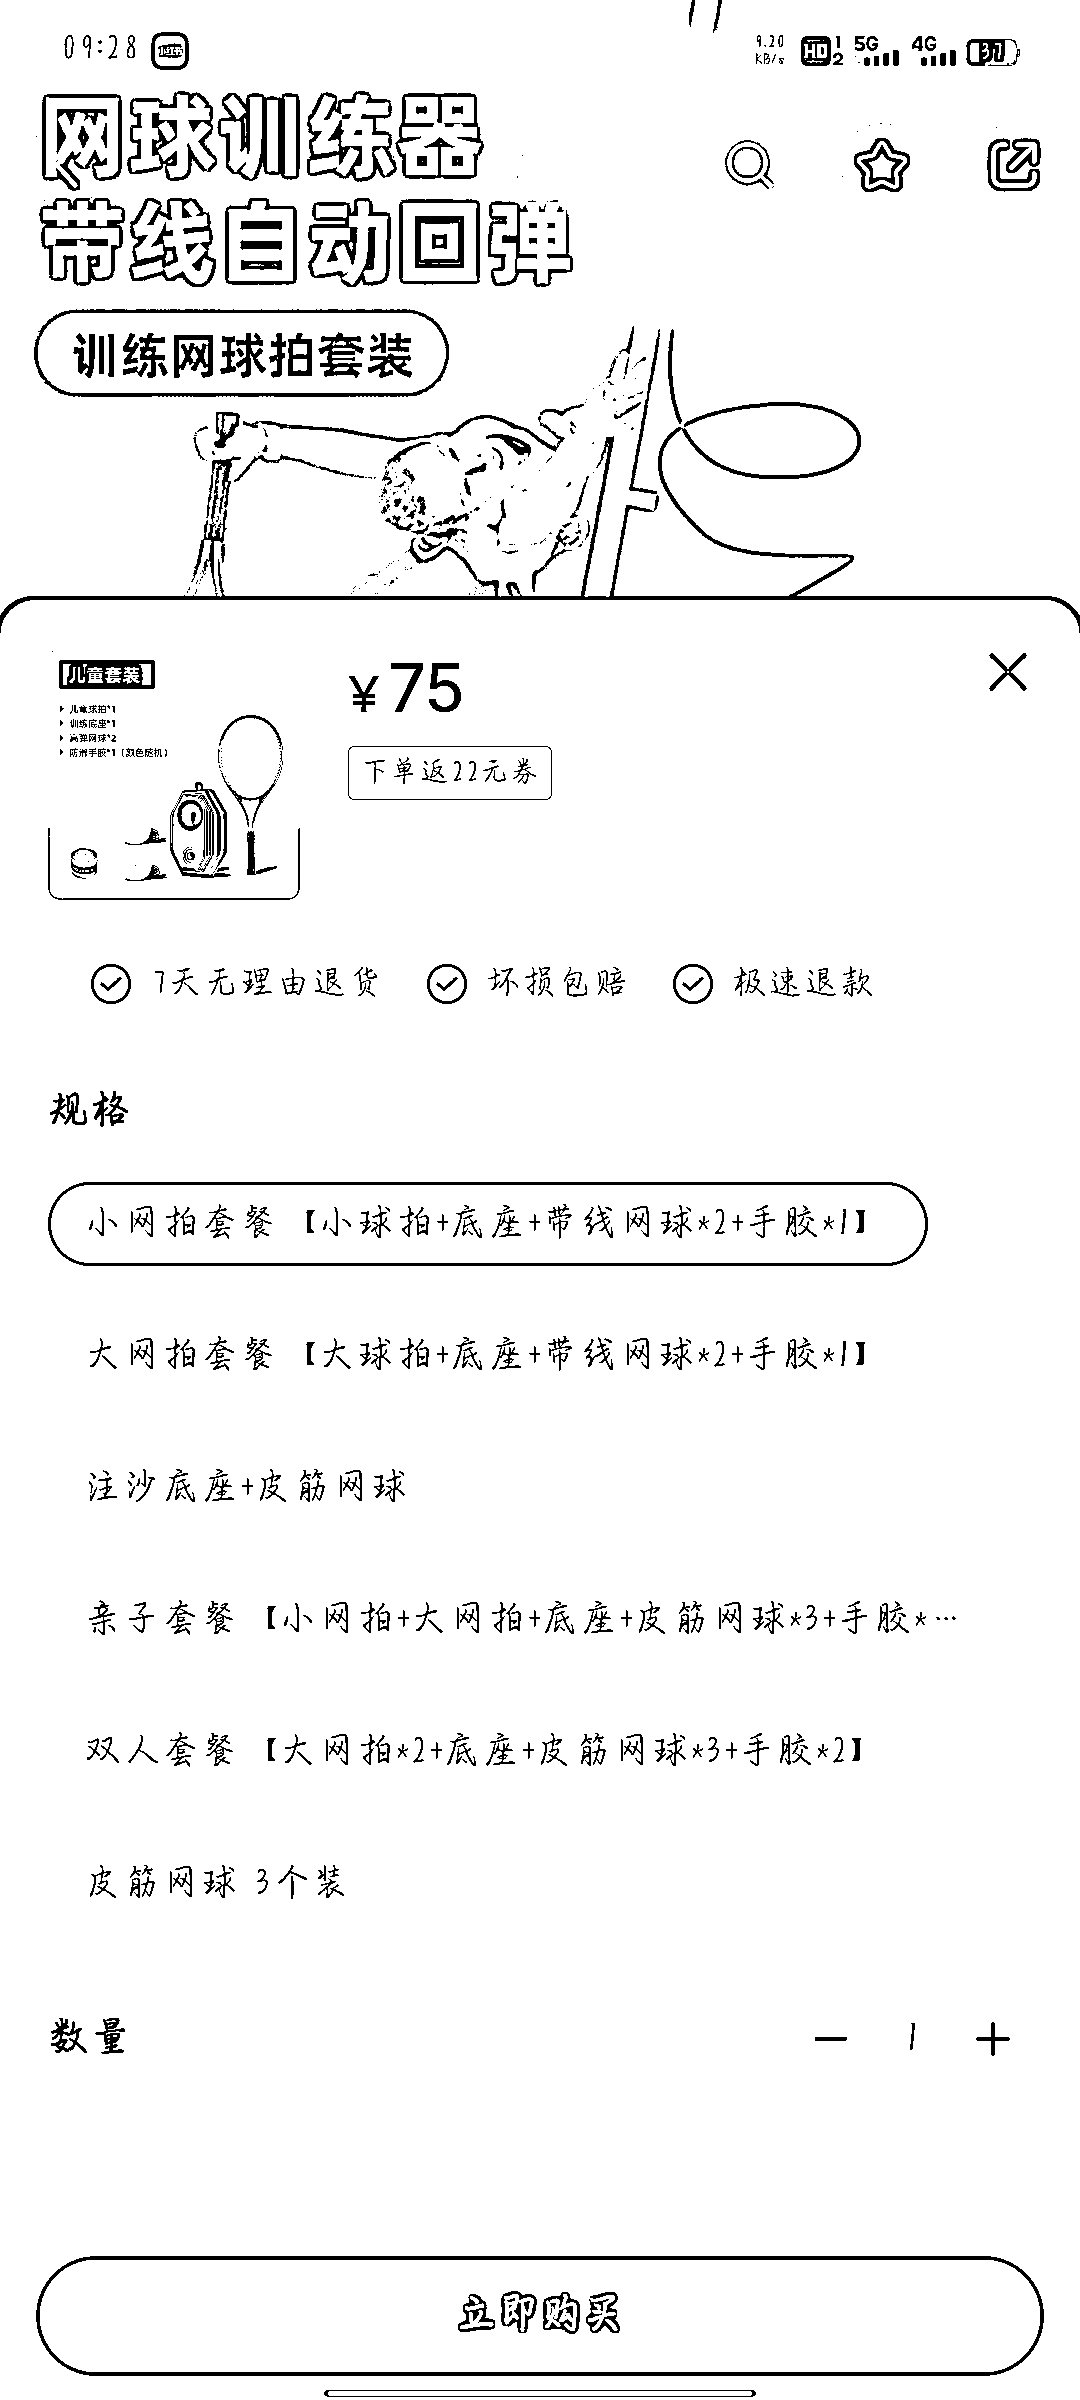 09:28
9.20 KB/s HD 1 2 5G 4G 37
网球训练器
带线自动回弹
训练网球拍套装
儿童套装
儿童球拍*1
训练底座*1
高弹网球*2
防滑手胶*1（颜色随机）
¥75
下单返22元券
7天无理由退货 坏损包赔 极速退款
规格
小网拍套餐 【小球拍+底座+带线网球*2+手胶*1】
大网拍套餐 【大球拍+底座+带线网球*2+手胶*1】
注沙底座+皮筋网球
亲子套餐 【小网拍+大网拍+底座+皮筋网球*3+手胶*…
双人套餐 【大网拍*2+底座+皮筋网球*3+手胶*2】
皮筋网球 3个装
数量
1
立即购买